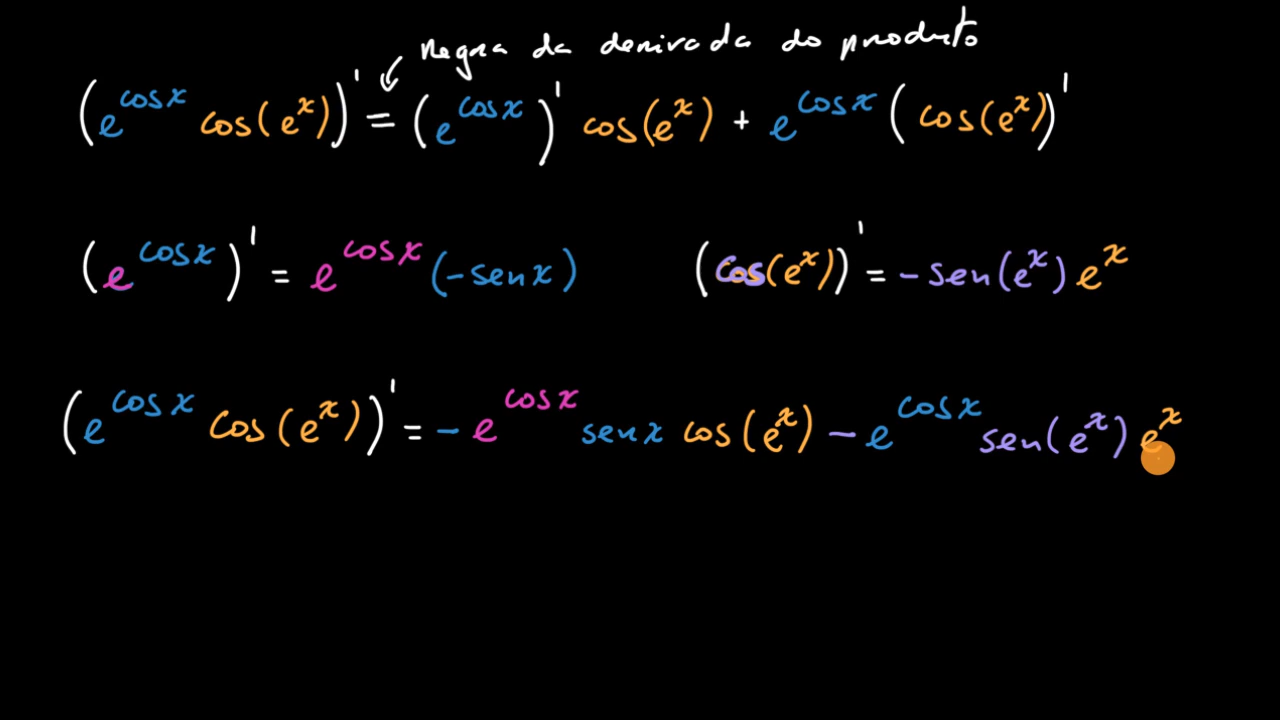 regra da derivada do produto
(e^{cos x} cos(e^x))' = (e^{cos x})' cos(e^x) + e^{cos x} (cos(e^x))'
(e^{cos x})' = e^{cos x} (-sen x)    (cos(e^x))' = -sen(e^x) e^x
(e^{cos x} cos(e^x))' = - e^{cos x} sen x cos(e^x) - e^{cos x} sen(e^x) e^x